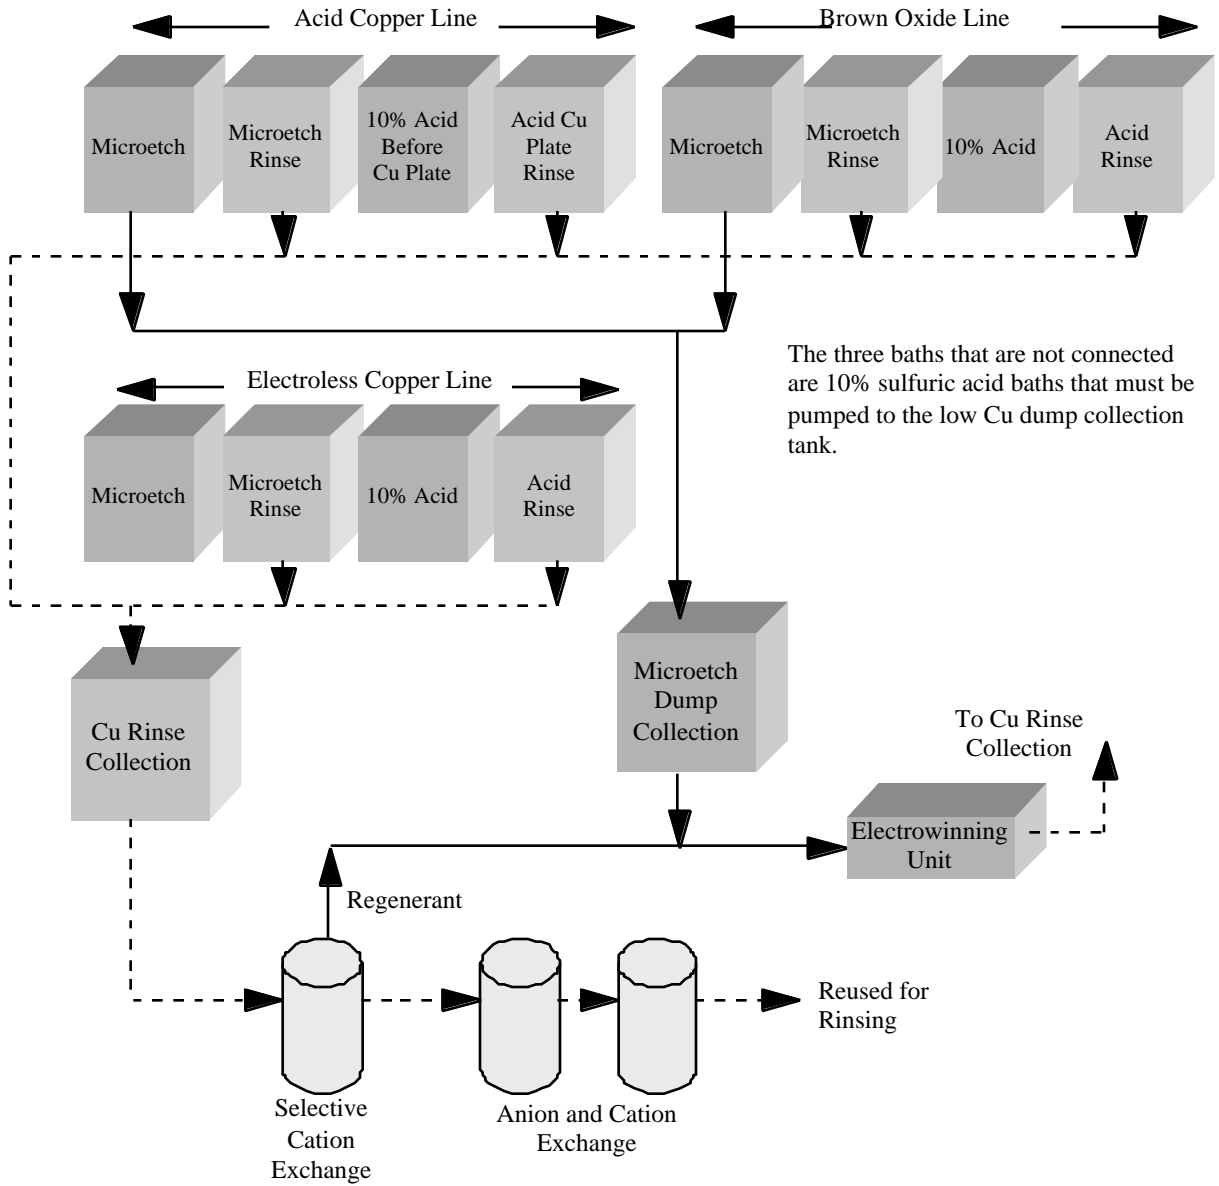 Acid Copper Line
Brown Oxide Line
Microetch
Microetch
Rinse
10% Acid
Before
Cu Plate
Acid Cu
Plate
Rinse
Microetch
Microetch
Rinse
10% Acid
Acid
Rinse
The three baths that are not connected
are 10% sulfuric acid baths that must be
pumped to the low Cu dump collection
tank.
Electroless Copper Line
Microetch
Microetch
Rinse
10% Acid
Acid
Rinse
Cu Rinse
Collection
Microetch
Dump
Collection
To Cu Rinse
Collection
Electrowinning
Unit
Regenerant
Reused for
Rinsing
Selective
Cation
Exchange
Anion and Cation
Exchange